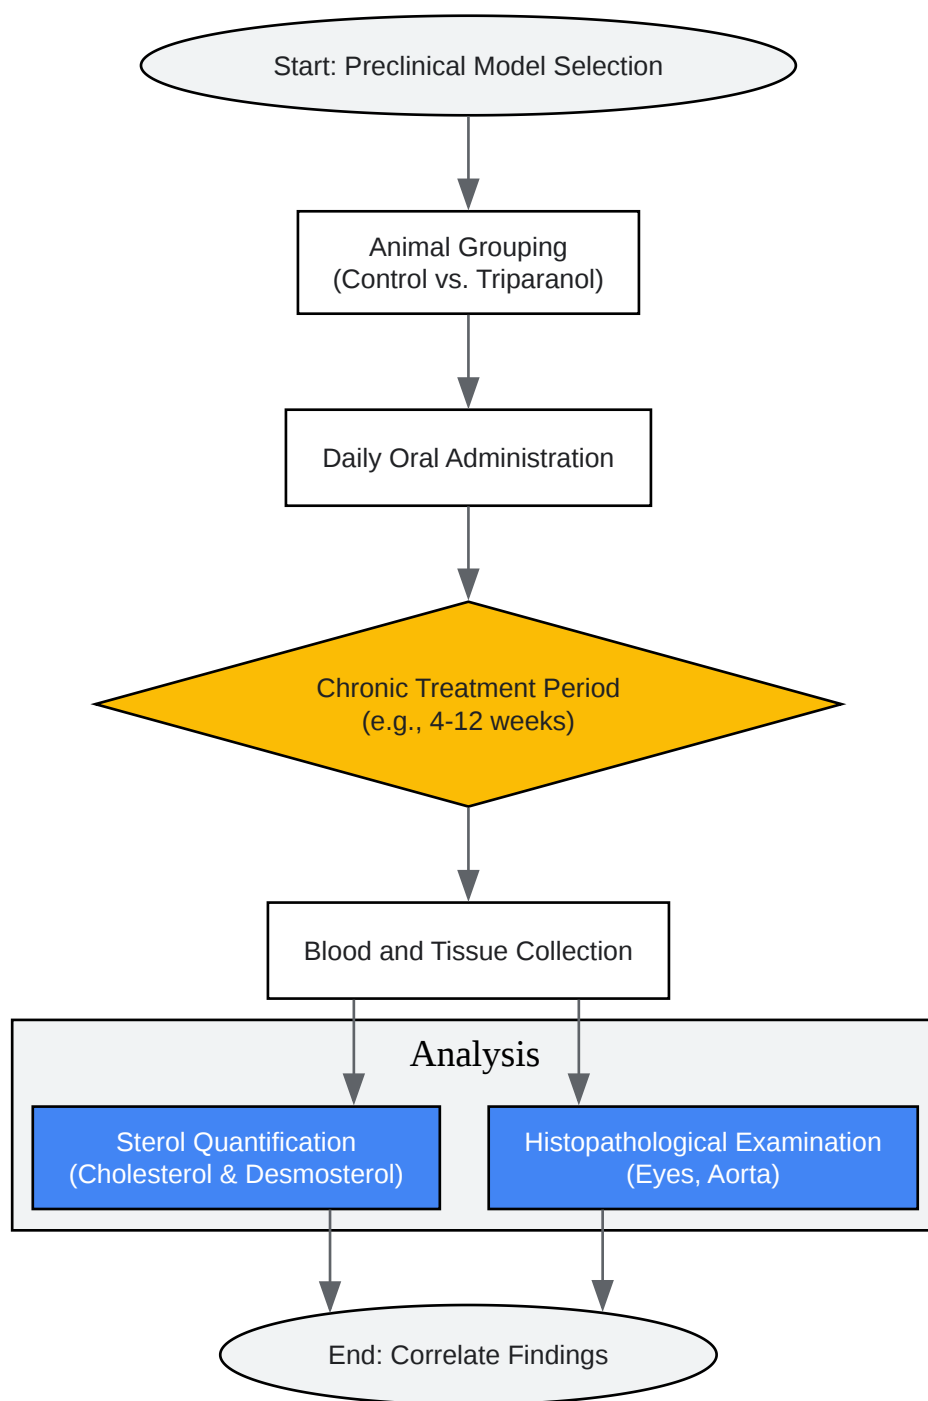 Start: Preclinical Model Selection
Animal Grouping
(Control vs. Triparanol)
Daily Oral Administration
Chronic Treatment Period
(e.g., 4-12 weeks)
Blood and Tissue Collection
Analysis
Sterol Quantification
(Cholesterol & Desmosterol)
Histopathological Examination
(Eyes, Aorta)
End: Correlate Findings